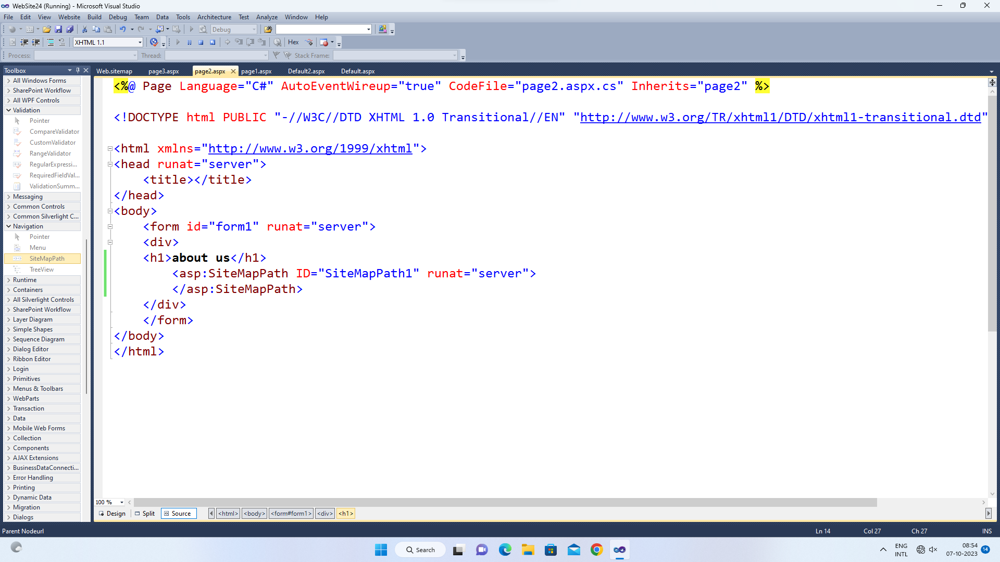 WebSite24 (Running) - Microsoft Visual Studio
File Edit View Website Build Debug Team Data Tools Architecture Test Analyze Window Help
Debug
XHTML 1.1 Hex
Process: Thread: Stack Frame:
Toolbox
Web.sitemap page3.aspx page2.aspx page1.aspx Default2.aspx Default.aspx
All Windows Forms
SharePoint Workflow
All WPF Controls
Validation
Pointer
CompareValidator
CustomValidator
RangeValidator
RegularExpressi...
RequiredFieldVal...
ValidationSumm...
Messaging
Common Controls
Common Silverlight C...
Navigation
Pointer
Menu
SiteMapPath
TreeView
Runtime
Containers
All Silverlight Controls
SharePoint Workflow
Layer Diagram
Simple Shapes
Sequence Diagram
Dialog Editor
Ribbon Editor
Login
Primitives
Menus & Toolbars
WebParts
Transaction
Data
Mobile Web Forms
Collection
Components
AJAX Extensions
BusinessDataConnecti...
Error Handling
Printing
Dynamic Data
Migration
Dialogs
<%@ Page Language="C#" AutoEventWireup="true" CodeFile="page2.aspx.cs" Inherits="page2" %>
<!DOCTYPE html PUBLIC "-//W3C//DTD XHTML 1.0 Transitional//EN" "http://www.w3.org/TR/xhtml1/DTD/xhtml1-transitional.dtd"
<html xmlns="http://www.w3.org/1999/xhtml">
<head runat="server">
<title></title>
</head>
<body>
<form id="form1" runat="server">
<div>
<h1>about us</h1>
<asp:SiteMapPath ID="SiteMapPath1" runat="server">
</asp:SiteMapPath>
</div>
</form>
</body>
</html>
100 %
Design Split Source <html> <body> <form#form1> <div> <h1>
Parent Nodeurl Ln 14 Col 27 Ch 27 INS
Search
ENG
INTL
08:54
07-10-2023
14